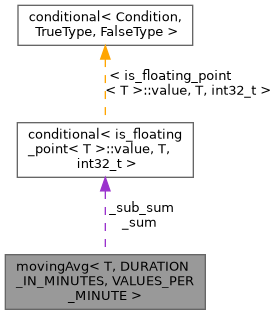 conditional< Condition,
TrueType, FalseType >
< is_floating_point
< T >::value, T, int32_t >
conditional< is_floating
_point< T >::value, T,
int32_t >
_sub_sum
_sum
movingAvg< T, DURATION
_IN_MINUTES, VALUES_PER
_MINUTE >